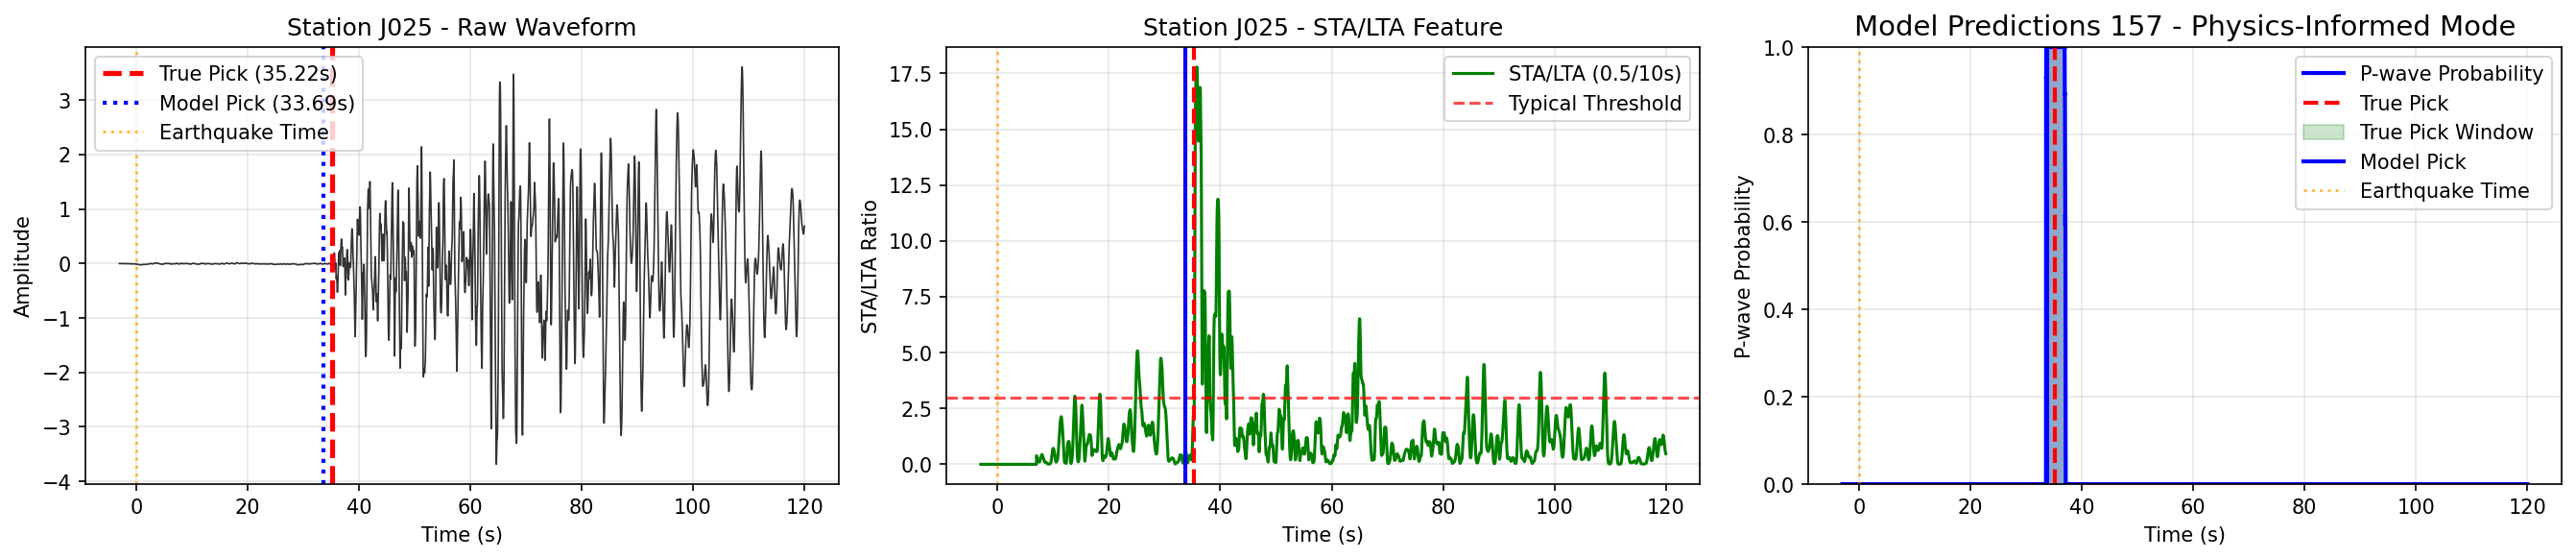 Station J025 - Raw Waveform
True Pick (35.22s)
Model Pick (33.69s)
Earthquake Time
Amplitude
3
2
1
0
−1
−2
−3
−4
0
20
40
60
80
100
120
Time (s)
Station J025 - STA/LTA Feature
STA/LTA (0.5/10s)
Typical Threshold
STA/LTA Ratio
17.5
15.0
12.5
10.0
7.5
5.0
2.5
0.0
0
20
40
60
80
100
120
Time (s)
Model Predictions 157 - Physics-Informed Mode
P-wave Probability
True Pick
True Pick Window
Model Pick
Earthquake Time
P-wave Probability
1.0
0.8
0.6
0.4
0.2
0.0
0
20
40
60
80
100
120
Time (s)